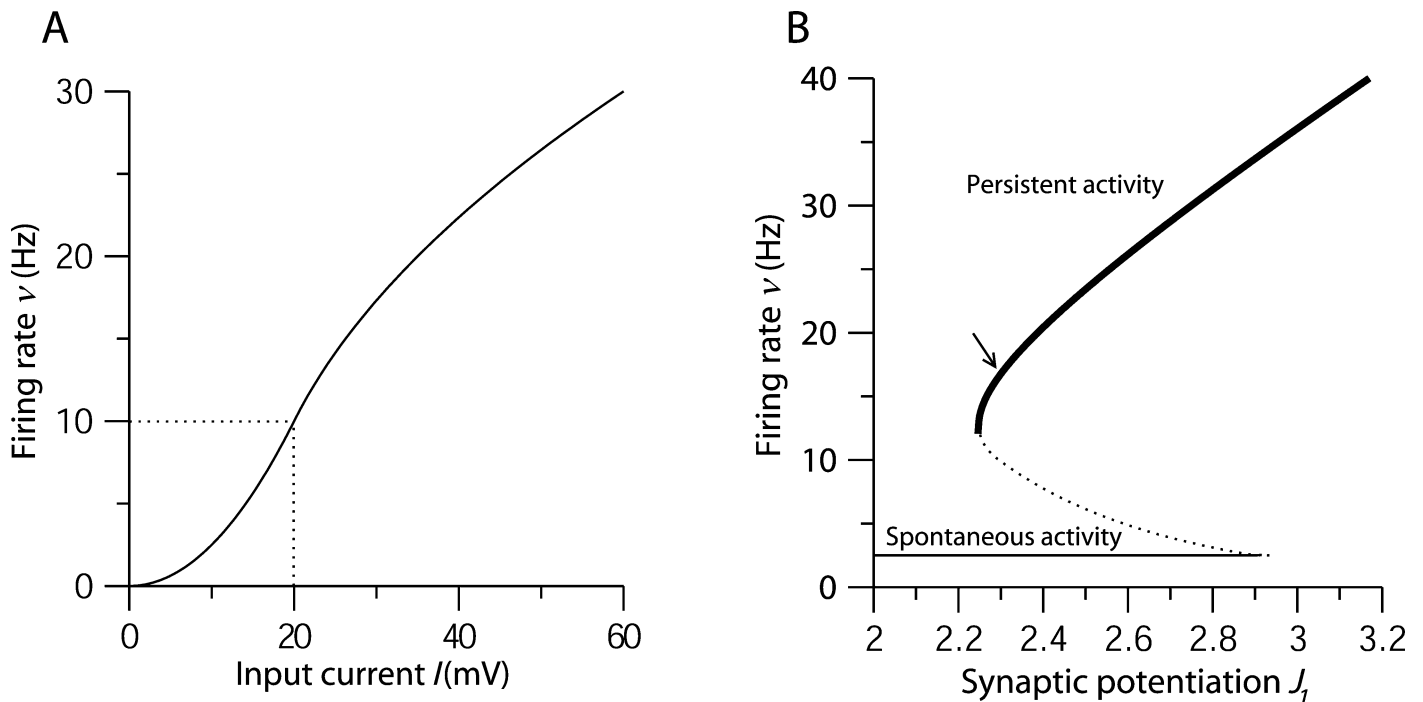 A
B
30
20
10
0
Firing rate ν (Hz)
0 20 40 60
Input current I(mV)
40
30
20
10
0
Firing rate ν (Hz)
Persistent activity
Spontaneous activity
2 2.2 2.4 2.6 2.8 3 3.2
Synaptic potentiation J1